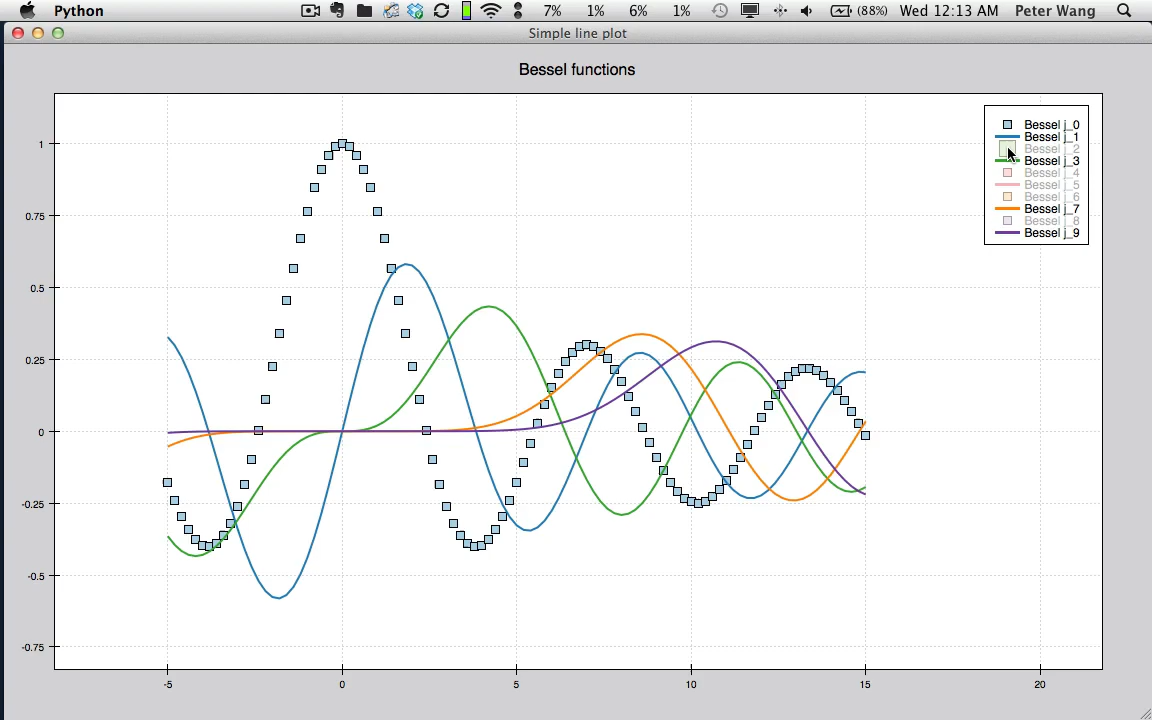 Python 7% 1% 6% 1% (88%) Wed 12:13 AM Peter Wang
Simple line plot
Bessel functions
Bessel j_0
Bessel j_1
Bessel j_2
Bessel j_3
Bessel j_4
Bessel j_5
Bessel j_6
Bessel j_7
Bessel j_8
Bessel j_9
1
0.75
0.5
0.25
0
-0.25
-0.5
-0.75
-5 0 5 10 15 20